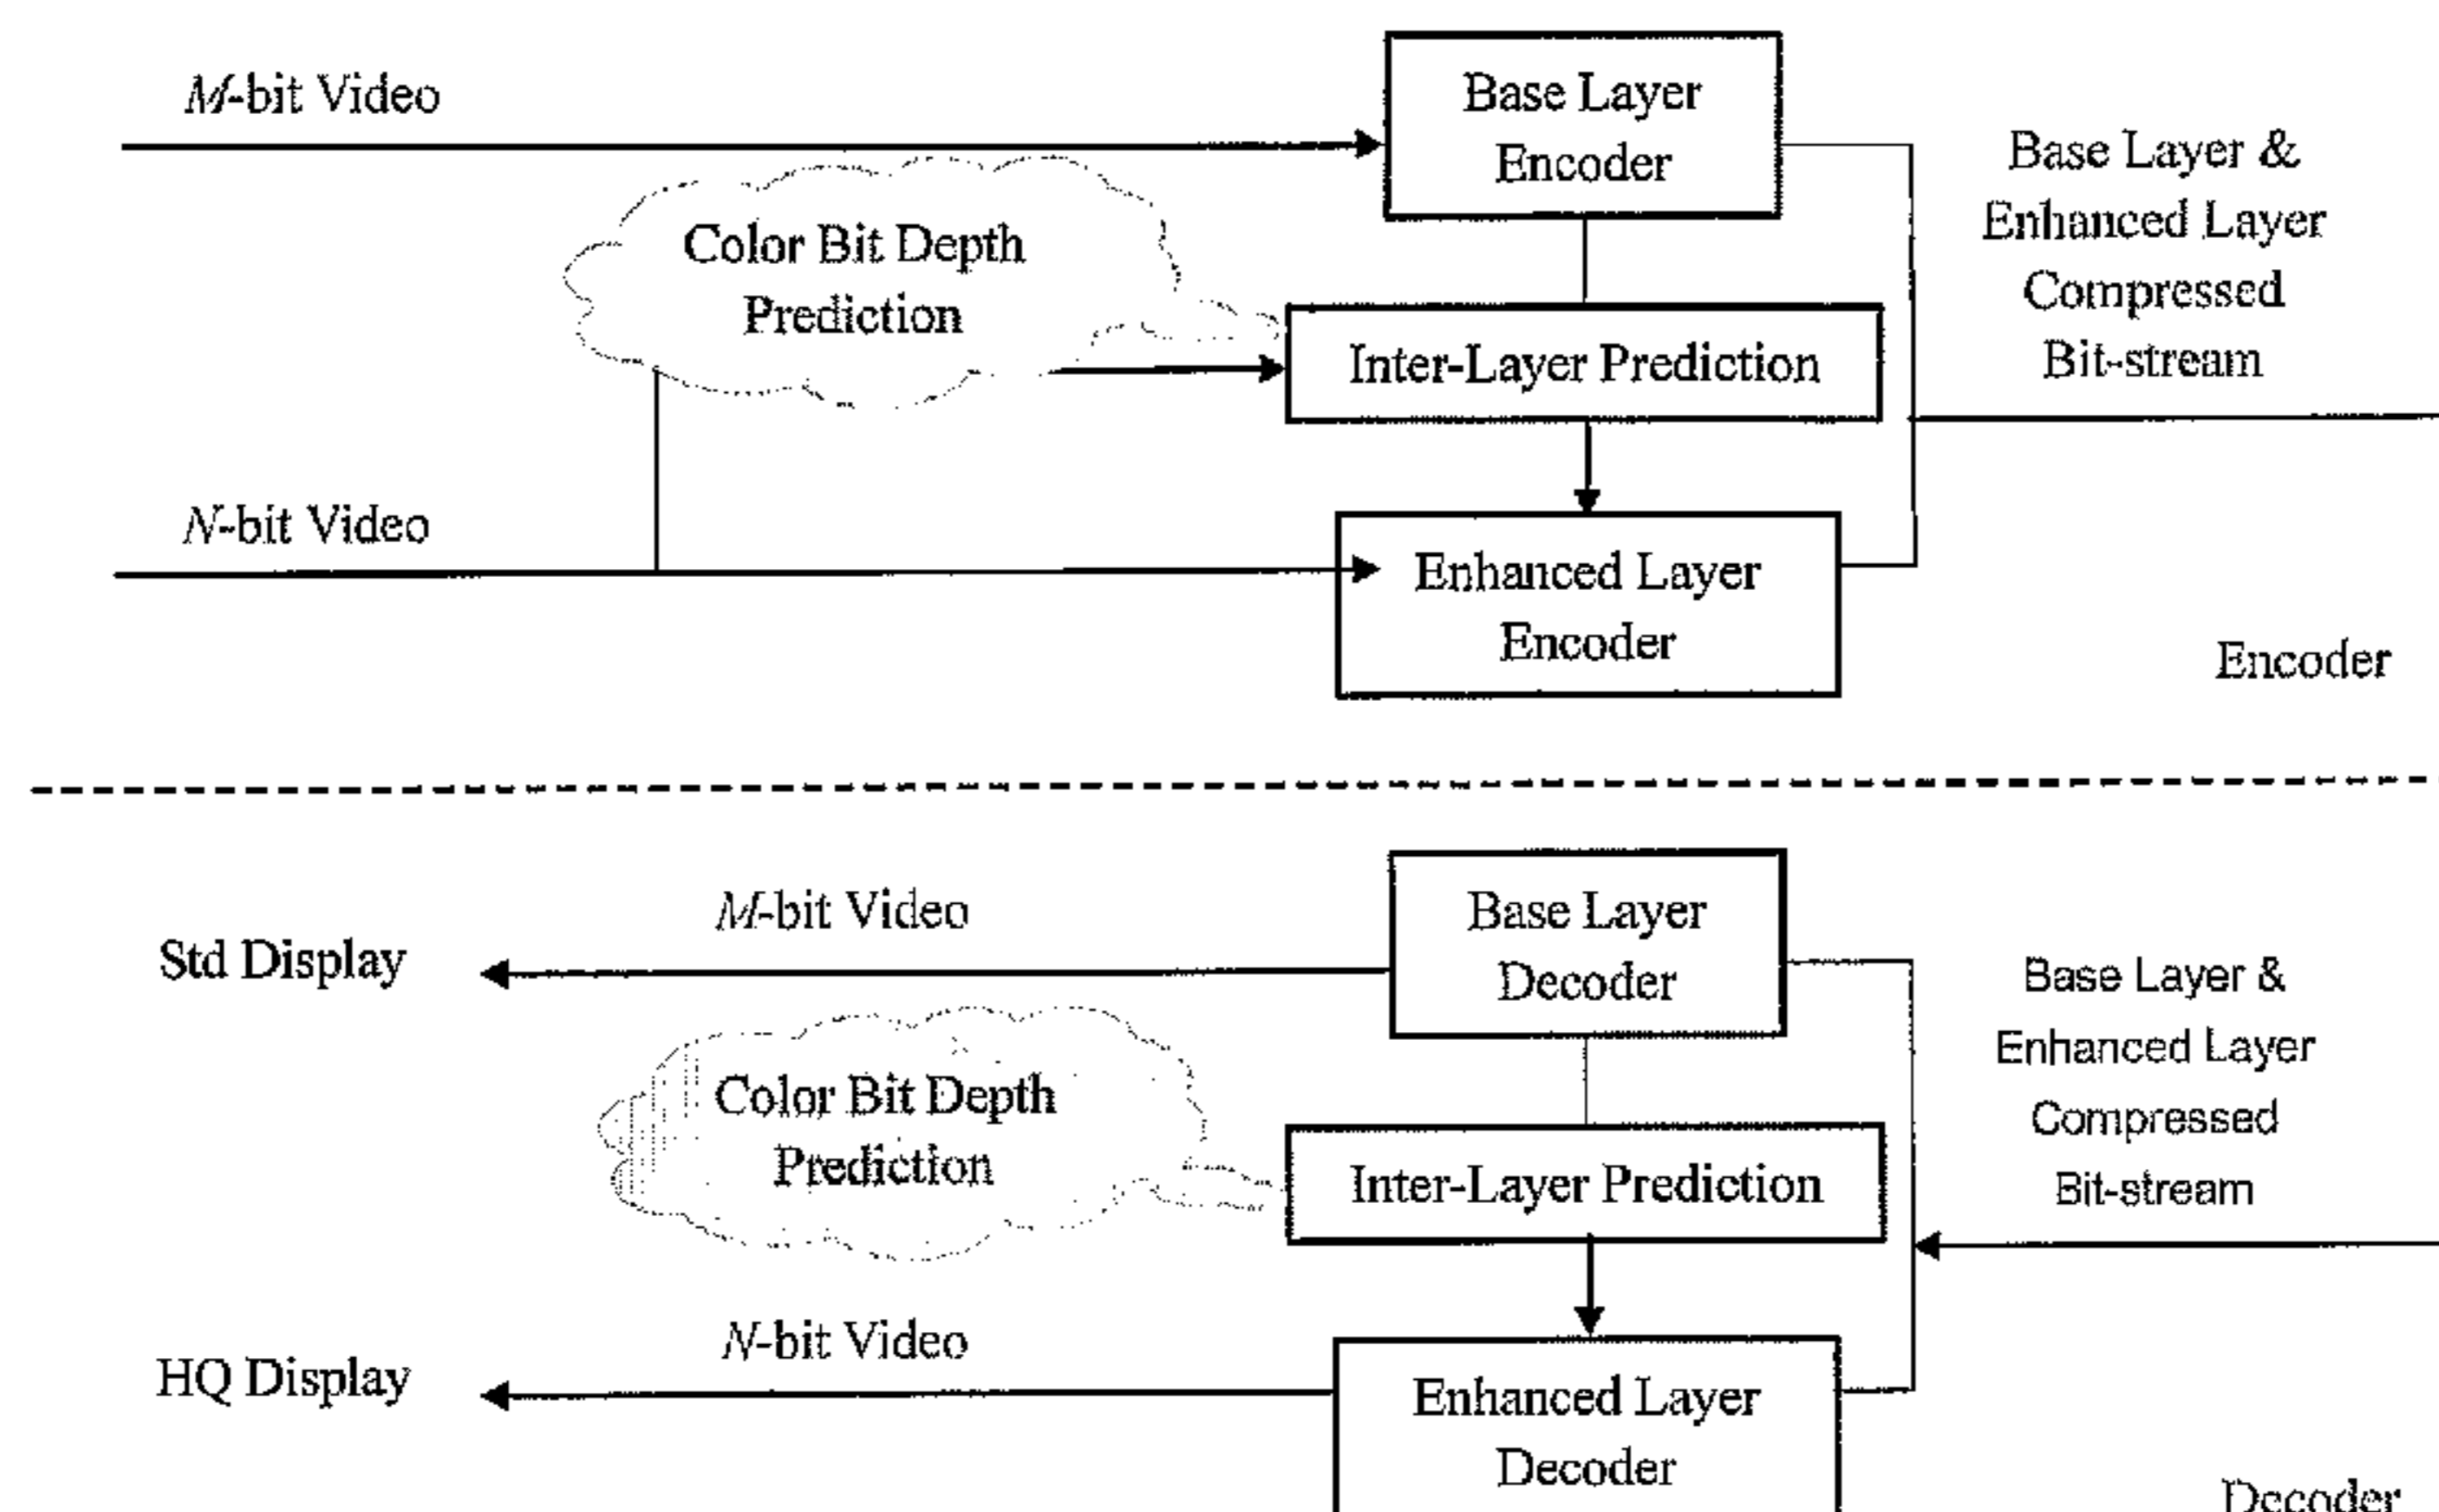 M-bit Video
Base Layer
Encoder
Base Layer &
Enhanced Layer
Compressed
Bit-stream
Color Bit Depth
Prediction
Inter-Layer Prediction
N-bit Video
Enhanced Layer
Encoder
Encoder
M-bit Video
Std Display
Base Layer
Decoder
Base Layer &
Enhanced Layer
Compressed
Bit-stream
Color Bit Depth
Prediction
Inter-Layer Prediction
N-bit Video
HQ Display
Enhanced Layer
Decoder
Decoder